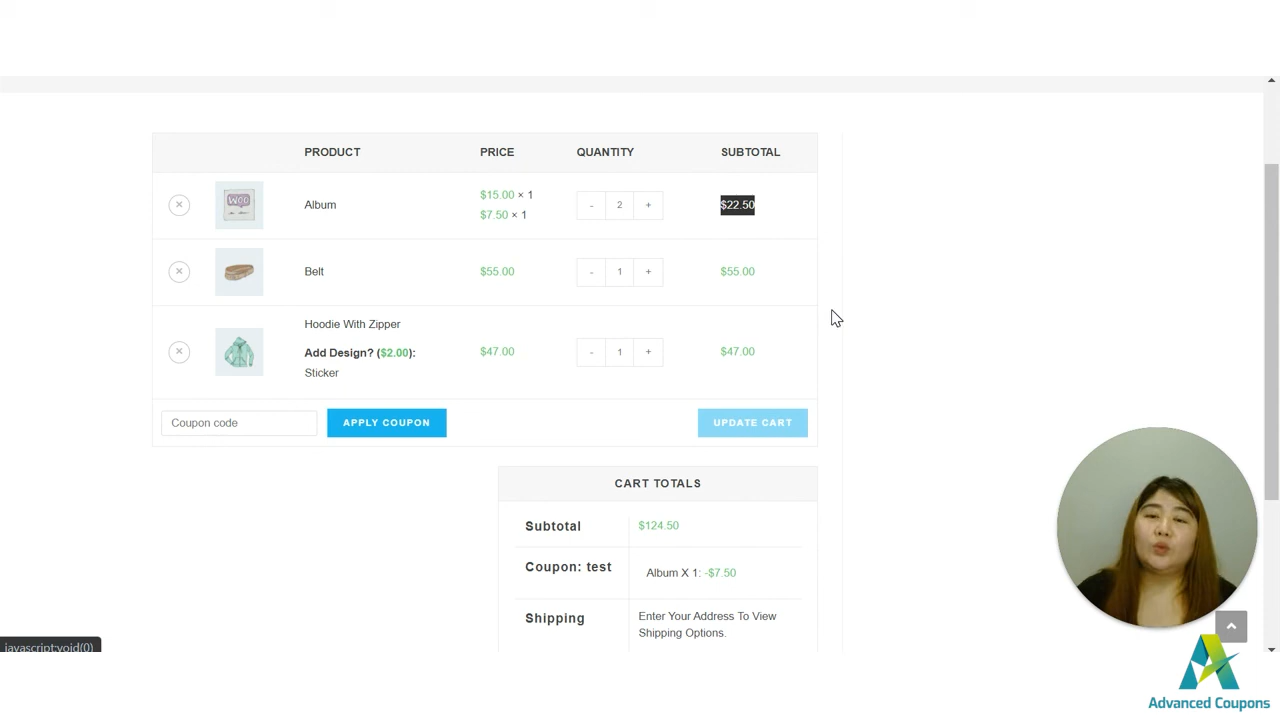 PRODUCT PRICE QUANTITY SUBTOTAL
× WOO Album $15.00 × 1 - 2 + $22.50
$7.50 × 1
× Belt $55.00 - 1 + $55.00
Hoodie With Zipper
× Add Design? ($2.00): $47.00 - 1 + $47.00
Sticker
Coupon code APPLY COUPON UPDATE CART
CART TOTALS
Subtotal $124.50
Coupon: test Album X 1: -$7.50
Shipping Enter Your Address To View
Shipping Options.
javascript:void(0)
Advanced Coupons